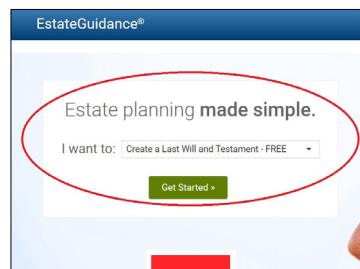 EstateGuidance®
Estate planning made simple.
I want to: Create a Last Will and Testament - FREE
Get Started »